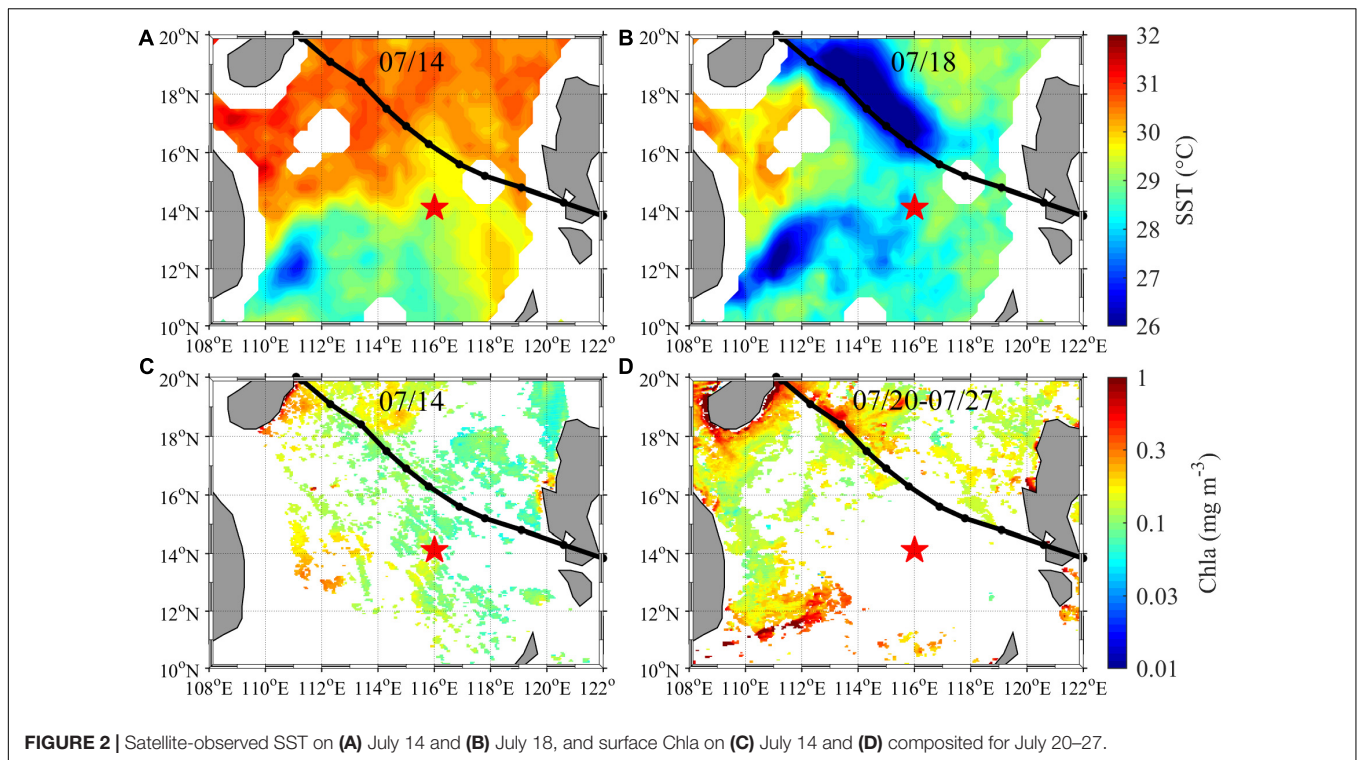 A
B
07/14
07/18
20°N
18°N
16°N
14°N
12°N
10°N
108°E 110°E 112°E 114°E 116°E 118°E 120°E 122°
20°N
18°N
16°N
14°N
12°N
10°N
108°E 110°E 112°E 114°E 116°E 118°E 120°E 122°E
32
31
30
29
28
27
26
SST (°C)
C
D
07/14
07/20-07/27
20°N
18°N
16°N
14°N
12°N
10°N
108°E 110°E 112°E 114°E 116°E 118°E 120°E 122°
20°N
18°N
16°N
14°N
12°N
10°N
108°E 110°E 112°E 114°E 116°E 118°E 120°E 122°E
1
0.3
0.1
0.03
0.01
Chla (mg m⁻³)
FIGURE 2 | Satellite-observed SST on (A) July 14 and (B) July 18, and surface Chla on (C) July 14 and (D) composited for July 20–27.